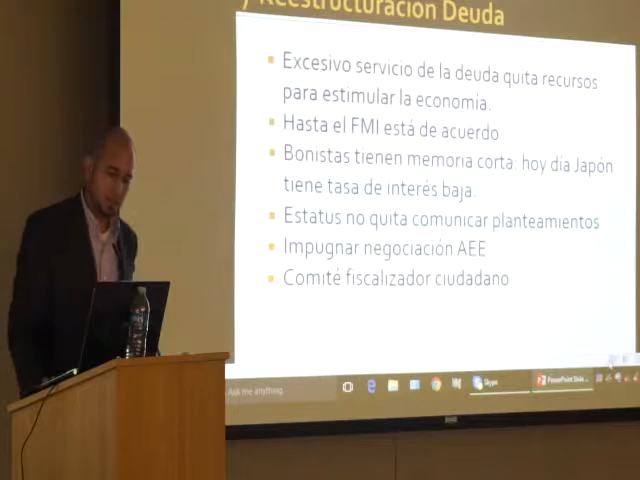 y Reestructuración Deuda
Excesivo servicio de la deuda quita recursos
para estimular la economía.
Hasta el FMI está de acuerdo
Bonistas tienen memoria corta: hoy día Japón
tiene tasa de interés baja.
Estatus no quita comunicar planteamientos
Impugnar negociación AEE
Comité fiscalizador ciudadano
Ask me anything
Skype
PowerPoint Slide ...